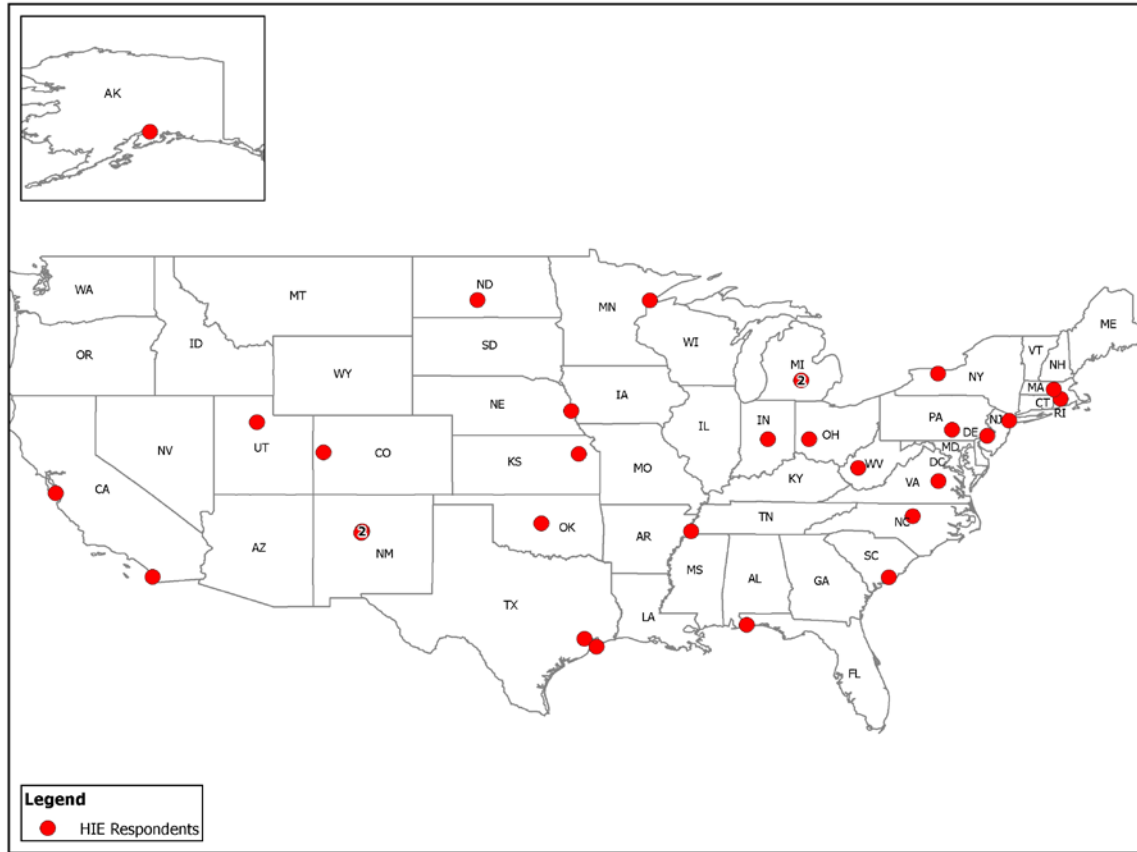 AK
WA
MT
ND
MN
ME
OR
ID
SD
WI
MI
VT
NH
WY
NY
MA
2
CT
RI
NE
IA
PA
NJ
NV
UT
CO
IL
IN
OH
DE
MD
KS
MO
WV
DC
CA
KY
VA
2
OK
TN
NC
AZ
NM
AR
SC
MS
AL
GA
TX
LA
FL
Legend
HIE Respondents